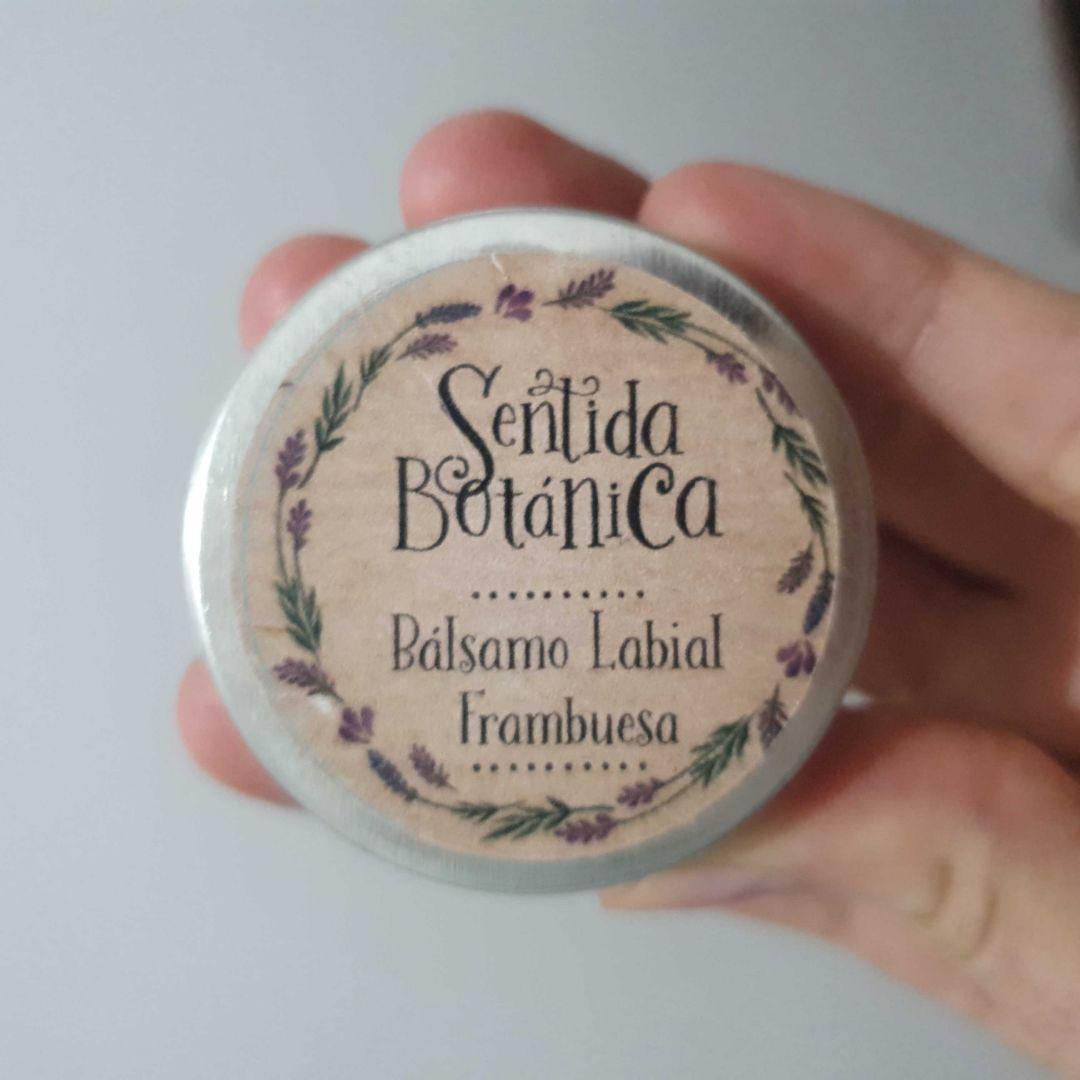 Sentida
Botánica
Bálsamo Labial
Frambuesa